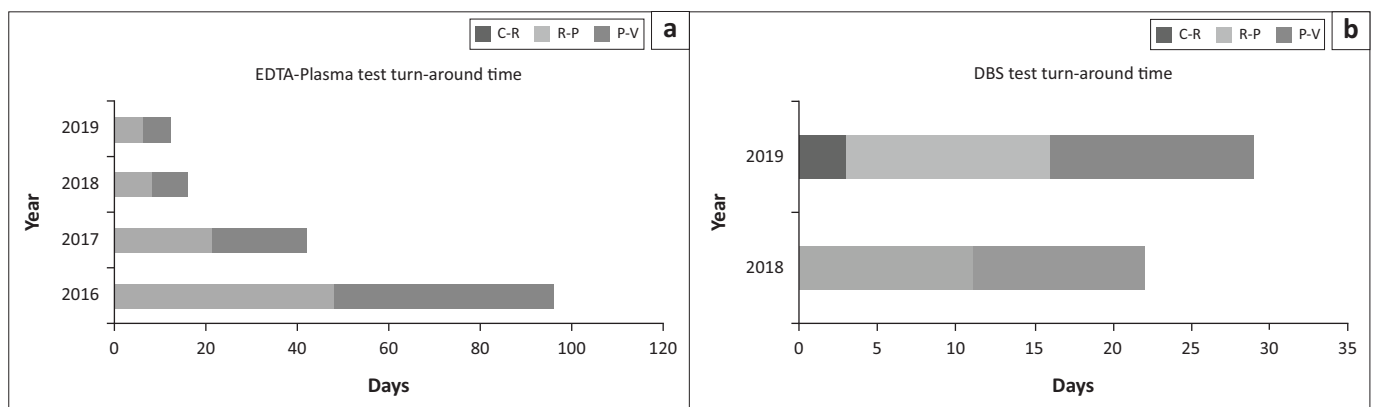 C-R R-P P-V
a
EDTA-Plasma test turn-around time
2019
2018
2017
2016
Year
0 20 40 60 80 100 120
Days
C-R R-P P-V
b
DBS test turn-around time
2019
2018
Year
0 5 10 15 20 25 30 35
Days